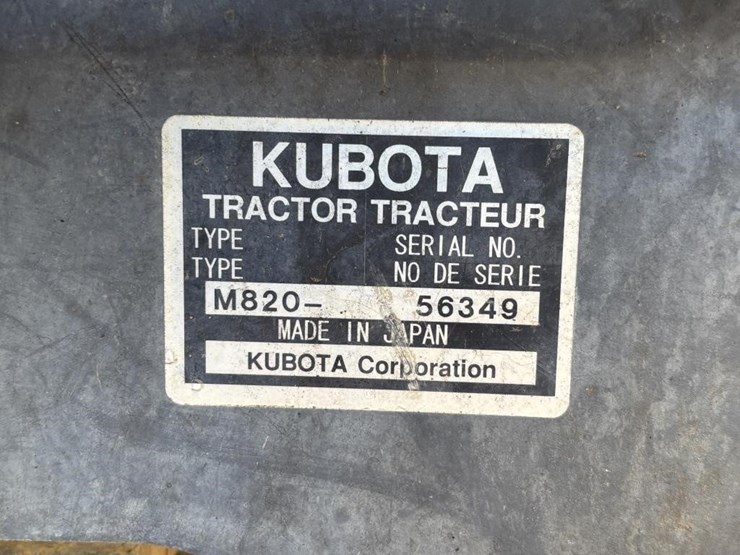 KUBOTA
TRACTOR TRACTEUR
TYPE SERIAL NO.
TYPE NO DE SERIE
M820- 56349
MADE IN JAPAN
KUBOTA Corporation